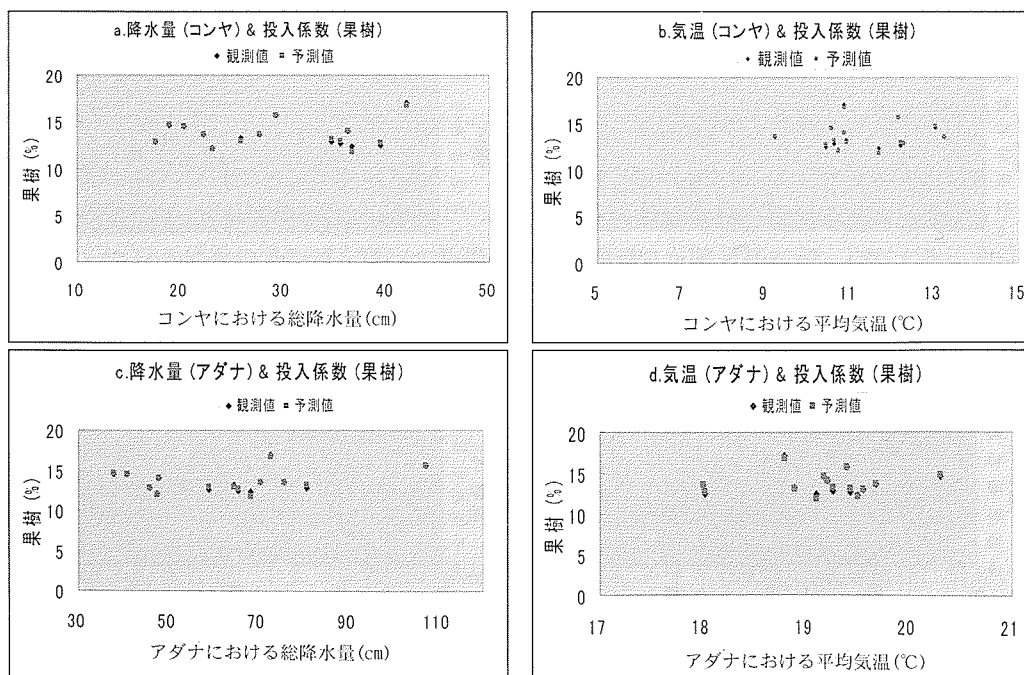 a.降水量(コンヤ)&投入係数(果樹)
◆観測値 ▫予測値
果樹(%)
20
15
10
5
0
10 20 30 40 50
コンヤにおける総降水量(cm)
b.気温(コンヤ)&投入係数(果樹)
・観測値 ・予測値
果樹(%)
20
15
10
5
0
5 7 9 11 13 15
コンヤにおける平均気温(℃)
c.降水量(アダナ)&投入係数(果樹)
◆観測値 ▫予測値
果樹(%)
20
15
10
5
0
30 50 70 90 110
アダナにおける総降水量(cm)
d.気温(アダナ)&投入係数(果樹)
◆観測値 ▫予測値
果樹(%)
20
15
10
5
0
17 18 19 20 21
アダナにおける平均気温(℃)